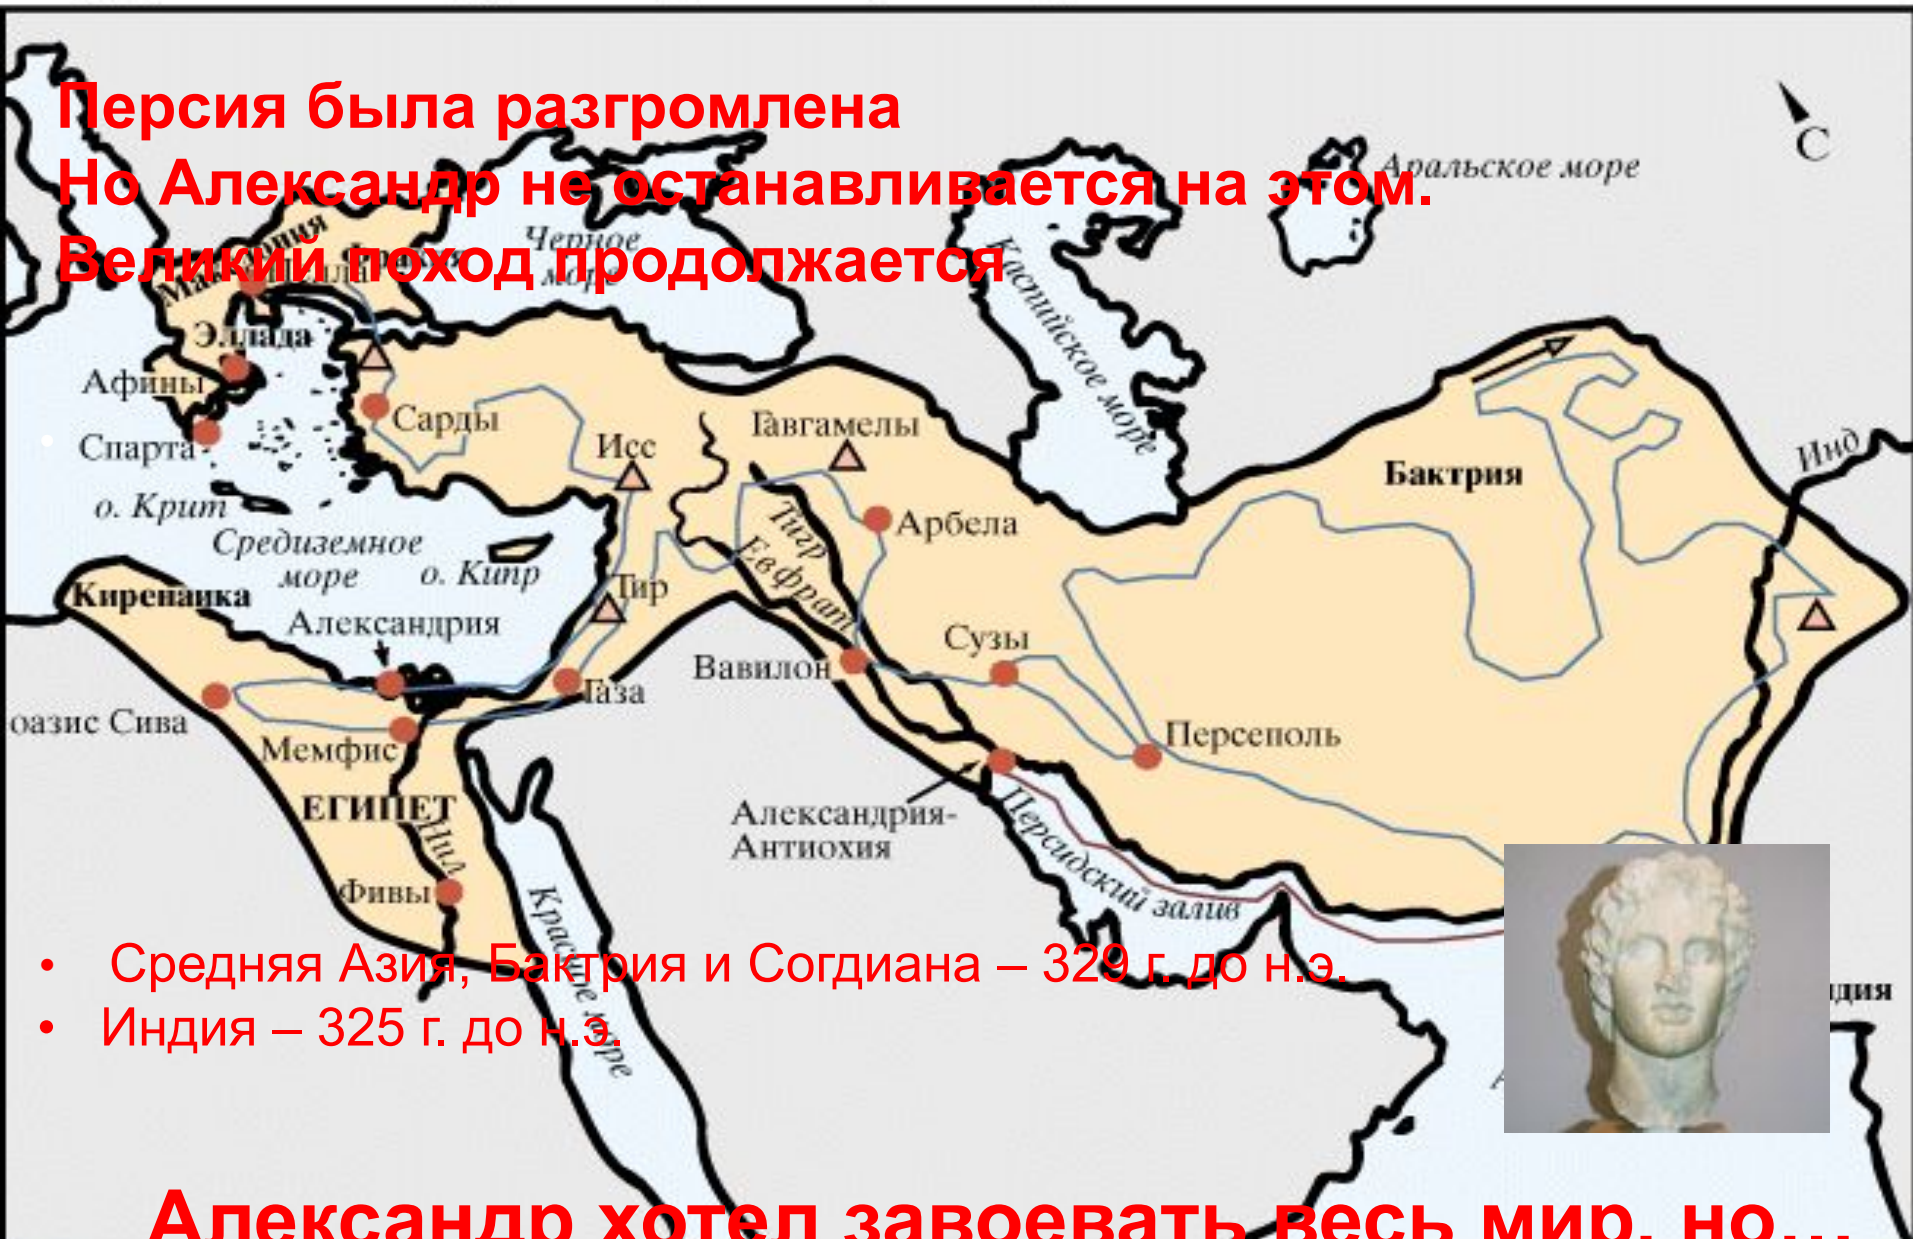 Персия была разгромлена
Но Александр не останавливается на этом.
Великий поход продолжается
С
Аральское море
Черное
море
Каспийское море
Фракия
Пелла
Эллада
Афины
Спарта
Сарды
Исс
Гавгамелы
Бактрия
Инд
о. Крит
Средиземное
море
о. Кипр
Арбела
Тигр
Евфрат
Тир
Киренаика
Александрия
Сузы
Вавилон
Газа
оазис Сива
Мемфис
Персеполь
ЕГИПЕТ
Нил
Александрия-
Антиохия
Персидский залив
Фивы
Красное море
• Средняя Азия, Бактрия и Согдиана – 329 г. до н.э.
• Индия – 325 г. до н.э.
Александр хотел завоевать весь мир, но…